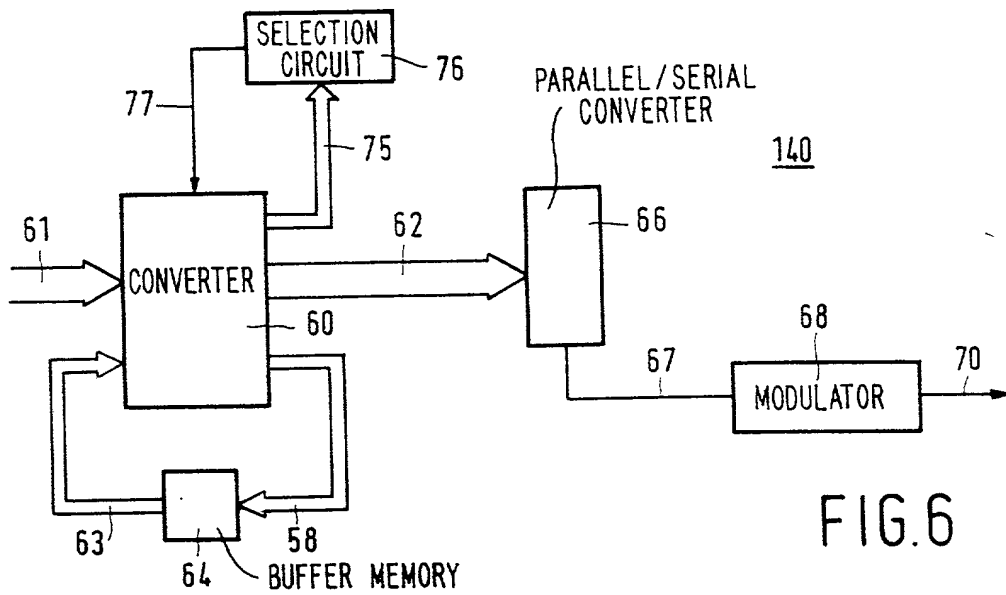 SELECTION
CIRCUIT
76
77
75
PARALLEL/SERIAL
CONVERTER
140
61
62
66
CONVERTER
60
68
67
70
MODULATOR
63
64
58
BUFFER MEMORY
FIG.6